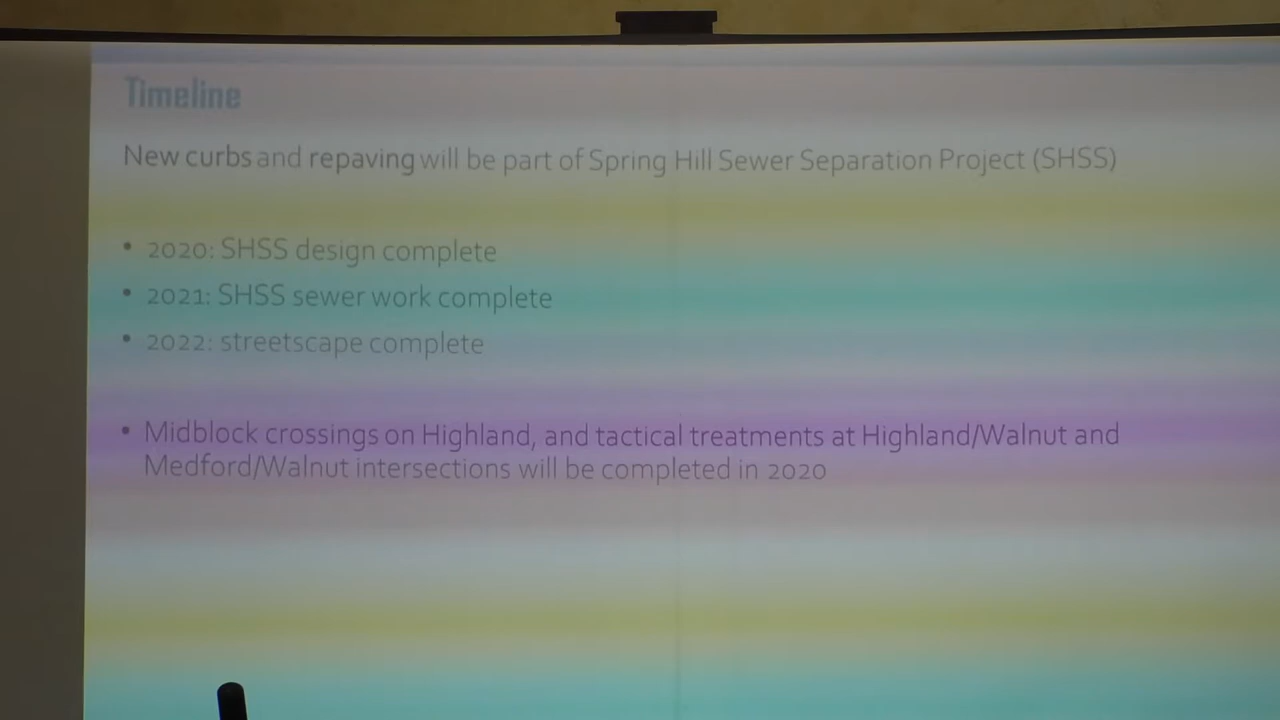 Timeline
New curbs and repaving will be part of Spring Hill Sewer Separation Project (SHSS)
• 2020: SHSS design complete
• 2021: SHSS sewer work complete
• 2022: streetscape complete
• Midblock crossings on Highland, and tactical treatments at Highland/Walnut and
Medford/Walnut intersections will be completed in 2020